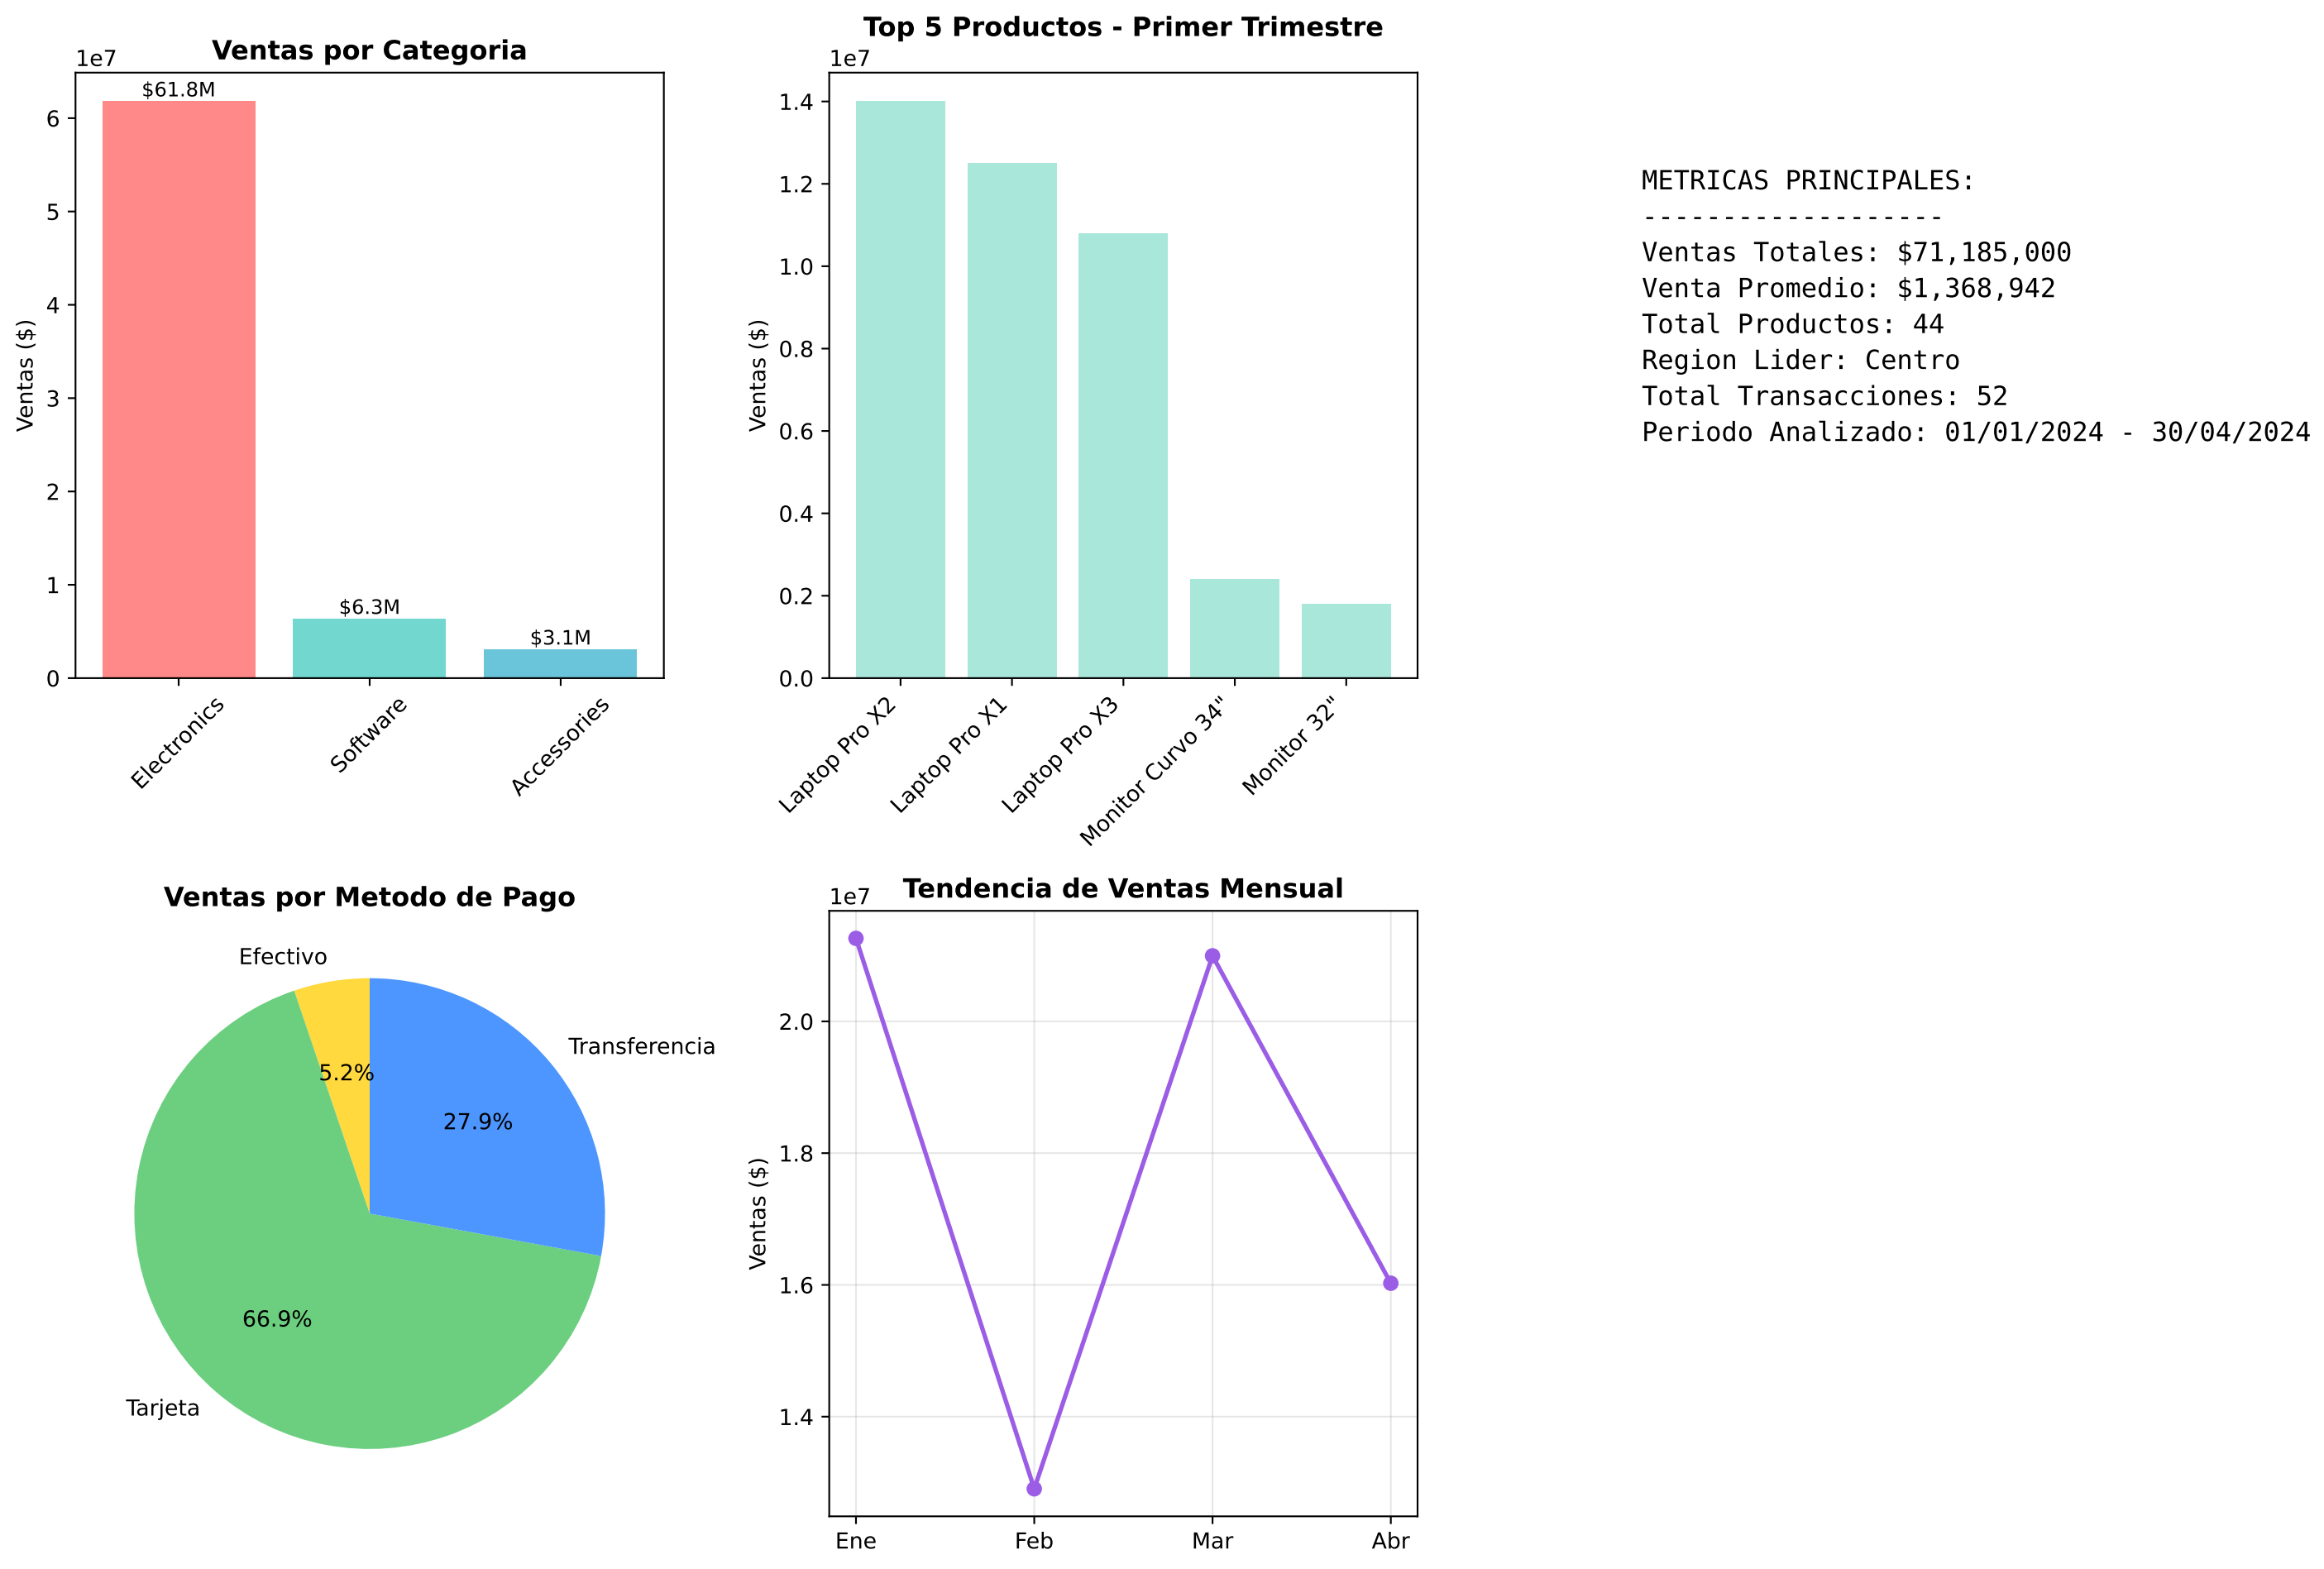 Ventas por Categoria
1e7
Ventas ($)
6
5
4
3
2
1
0
$61.8M
$6.3M
$3.1M
Electronics
Software
Accessories
Top 5 Productos - Primer Trimestre
1e7
Ventas ($)
1.4
1.2
1.0
0.8
0.6
0.4
0.2
0.0
Laptop Pro X2
Laptop Pro X1
Laptop Pro X3
Monitor Curvo 34"
Monitor 32"
METRICAS PRINCIPALES:
-------------------
Ventas Totales: $71,185,000
Venta Promedio: $1,368,942
Total Productos: 44
Region Lider: Centro
Total Transacciones: 52
Periodo Analizado: 01/01/2024 - 30/04/2024
Ventas por Metodo de Pago
Efectivo
Transferencia
5.2%
27.9%
66.9%
Tarjeta
Tendencia de Ventas Mensual
1e7
Ventas ($)
2.0
1.8
1.6
1.4
Ene
Feb
Mar
Abr